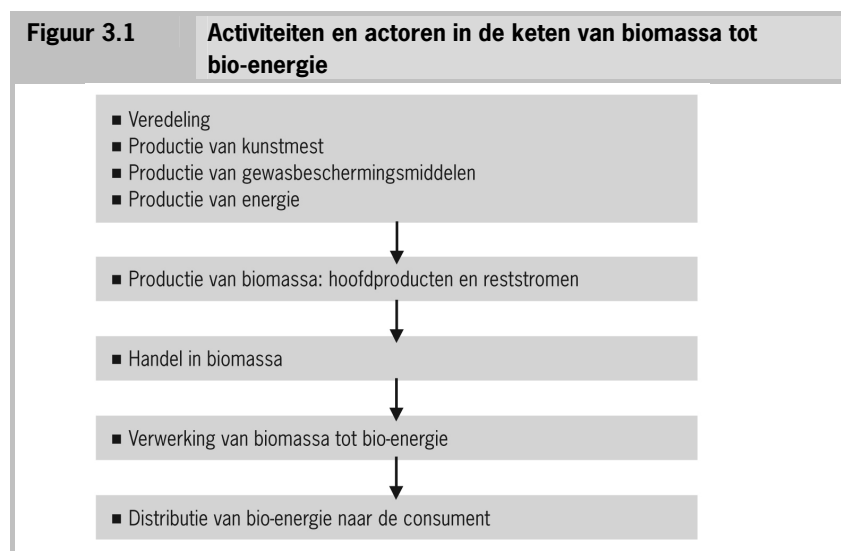 Figuur 3.1 Activiteiten en actoren in de keten van biomassa tot
bio-energie
■ Veredeling
■ Productie van kunstmest
■ Productie van gewasbeschermingsmiddelen
■ Productie van energie
■ Productie van biomassa: hoofdproducten en reststromen
■ Handel in biomassa
■ Verwerking van biomassa tot bio-energie
■ Distributie van bio-energie naar de consument